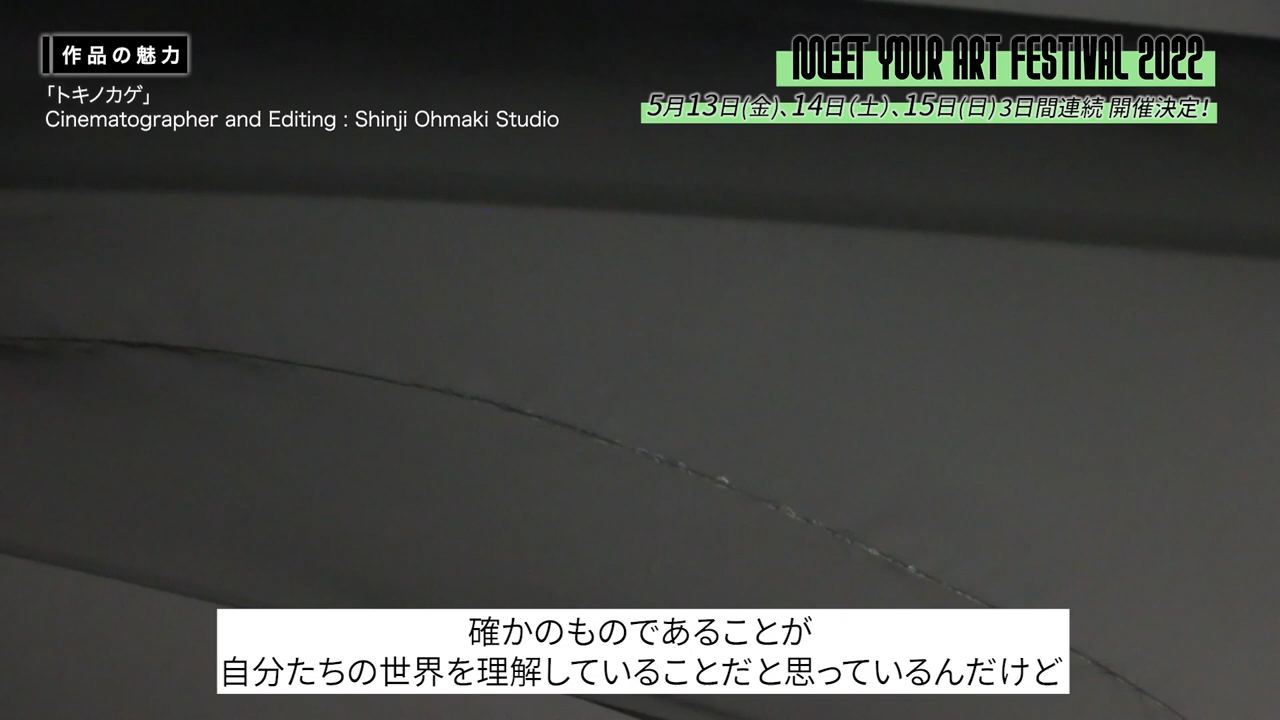 作品の魅力
「トキノカゲ」
Cinematographer and Editing : Shinji Ohmaki Studio
MEET YOUR ART FESTIVAL 2022
5月13日(金)、14日(土)、15日(日)3日間連続 開催決定!
確かのものであることが
自分たちの世界を理解していることだと思っているんだけど